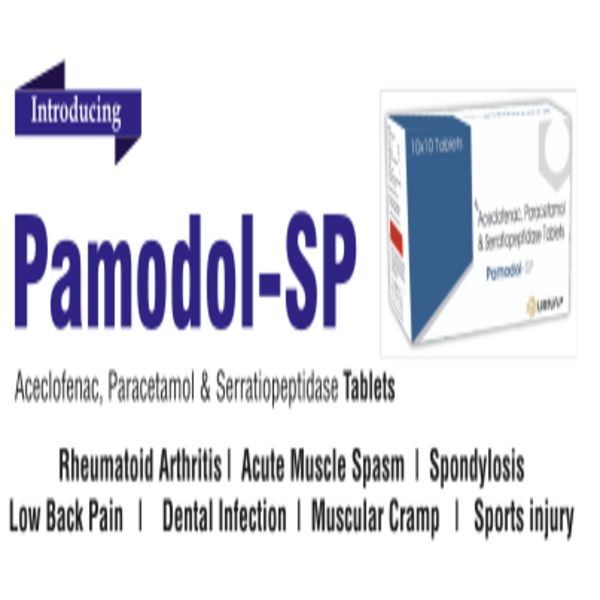 Introducing
Pamodol-SP
Aceclofenac, Paracetamol & Serratiopeptidase Tablets
10x10 Tablets
Aceclofenac, Paracetamol
& Serratiopeptidase Tablets
Pamodol-SP
Rheumatoid Arthritis | Acute Muscle Spasm | Spondylosis
Low Back Pain | Dental Infection | Muscular Cramp | Sports injury